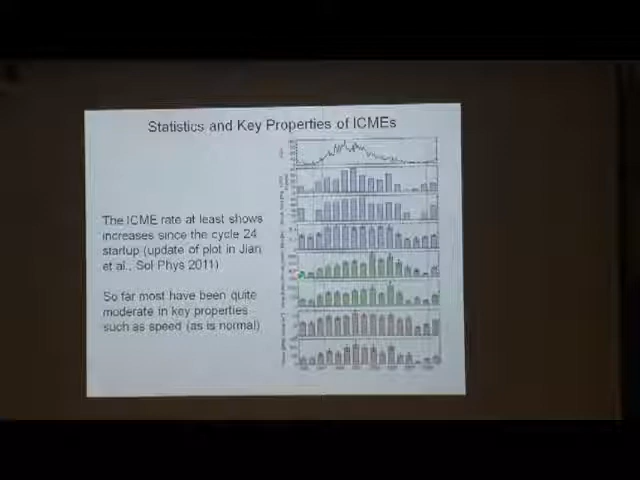 Statistics and Key Properties of ICMEs
The ICME rate at least shows
increases since the cycle 24
startup (update of plot in Jian
et al., Sol Phys 2011)
So far most have been quite
moderate in key properties
such as speed (as is normal)